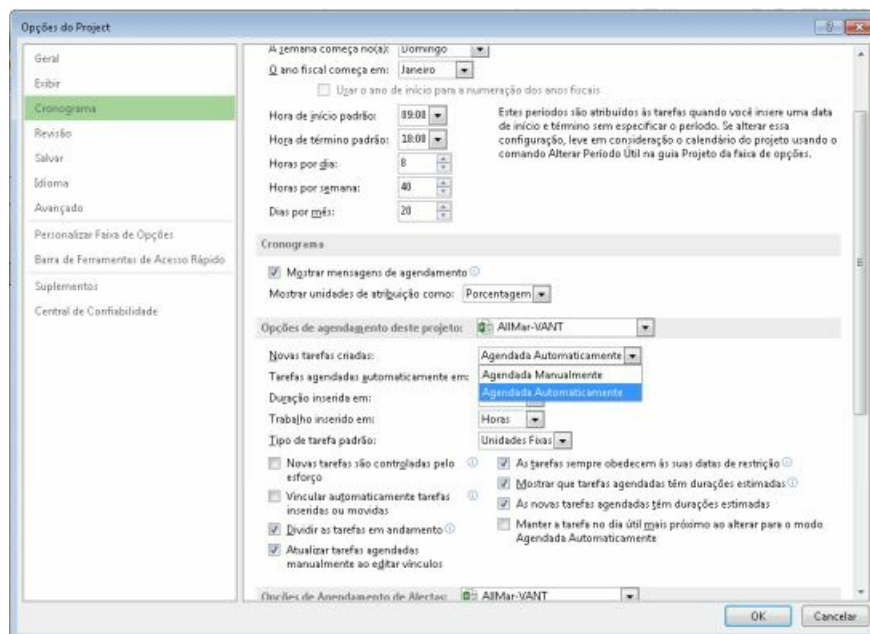 Opções do Project
Geral
Exibir
Cronograma
Revisão
Salvar
Idioma
Avançado
Personalizar Faixa de Opções
Barra de Ferramentas de Acesso Rápido
Suplementos
Central de Confiabilidade
A semana começa no(a): Domingo
O ano fiscal começa em: Janeiro
Usar o ano de início para a numeração dos anos fiscais
Hora de início padrão: 09:00
Hora de término padrão: 18:00
Horas por dia: 8
Horas por semana: 40
Dias por mês: 20
Estes períodos são atribuídos às tarefas quando você insere uma data
de início e término sem especificar o período. Se alterar essa
configuração, leve em consideração o calendário do projeto usando o
comando Alterar Período Útil na guia Projeto da faixa de opções.
Cronograma
Mostrar mensagens de agendamento
Mostrar unidades de atribuição como: Porcentagem
Opções de agendamento deste projeto: AllMar-VANT
Novas tarefas criadas: Agendada Automaticamente
Agendada Manualmente
Agendada Automaticamente
Tarefas agendadas automaticamente em:
Duração inserida em:
Trabalho inserido em: Horas
Tipo de tarefa padrão: Unidades Fixas
Novas tarefas são controladas pelo
esforço
Vincular automaticamente tarefas
inseridas ou movidas
Dividir as tarefas em andamento
Atualizar tarefas agendadas
manualmente ao editar vínculos
As tarefas sempre obedecem às suas datas de restrição
Mostrar que tarefas agendadas têm durações estimadas
As novas tarefas agendadas têm durações estimadas
Manter a tarefa no dia útil mais próximo ao alterar para o modo
Agendada Automaticamente
Opções de Agendamento de Alertas: AllMar-VANT
OK
Cancelar